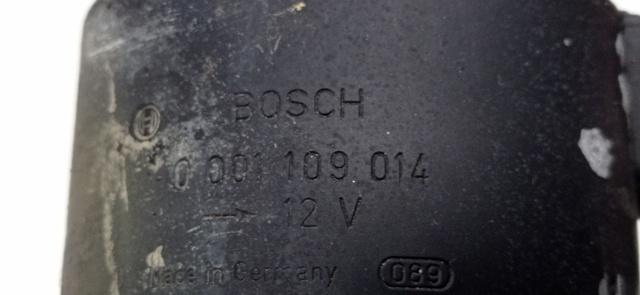 BOSCH
0 001 109 014
→ 12 V
Made in Germany 089